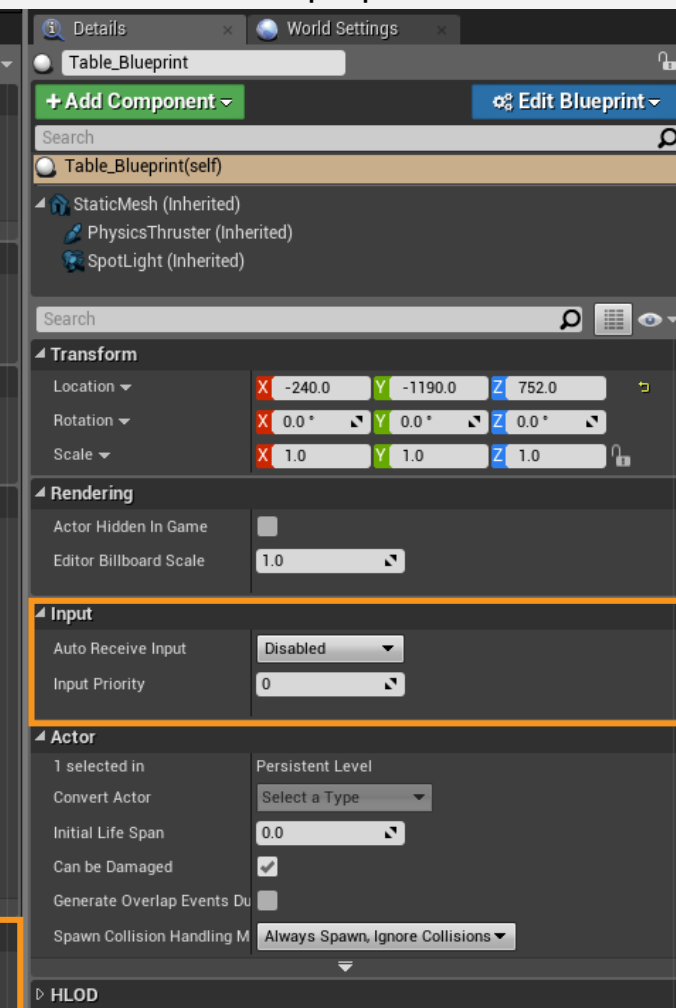 Details World Settings
Table_Blueprint
+Add Component Edit Blueprint
Search
Table_Blueprint(self)
StaticMesh (Inherited)
PhysicsThruster (Inherited)
SpotLight (Inherited)
Search
Transform
Location X -240.0 Y -1190.0 Z 752.0
Rotation X 0.0° Y 0.0° Z 0.0°
Scale X 1.0 Y 1.0 Z 1.0
Rendering
Actor Hidden In Game
Editor Billboard Scale 1.0
Input
Auto Receive Input Disabled
Input Priority 0
Actor
1 selected in Persistent Level
Convert Actor Select a Type
Initial Life Span 0.0
Can be Damaged
Generate Overlap Events Du
Spawn Collision Handling M Always Spawn, Ignore Collisions
HLOD